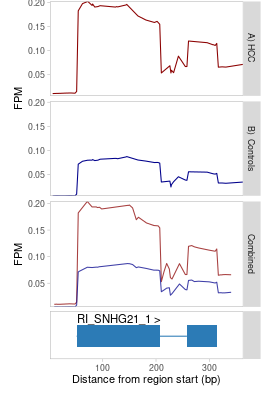 0.20
0.15
0.10
0.05
FPM
A) HCC
0.20
0.15
0.10
0.05
FPM
B) Controls
0.20
0.15
0.10
0.05
FPM
Combined
RI_SNHG21_1 >
100
200
300
Distance from region start (bp)